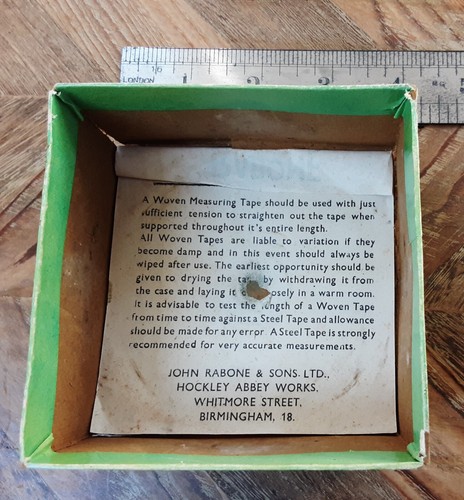 1/16
LONDON
1 2 3 4 5
A Woven Measuring Tape should be used with just
sufficient tension to straighten out the tape when
supported throughout it's entire length.
All Woven Tapes are liable to variation if they
become damp and in this event should always be
wiped after use. The earliest opportunity should be
given to drying the by withdrawing it from
the case and laying it in a warm room.
it is advisable to test the length of a Woven Tape
from time to time against a Steel Tape and allowance
should be made for any error A Steel Tape is strongly
recommended for very accurate measurements.
JOHN RABONE & SONS. LTD.,
HOCKLEY ABBEY WORKS.
WHITMORE STREET,
BIRMINGHAM, 18.